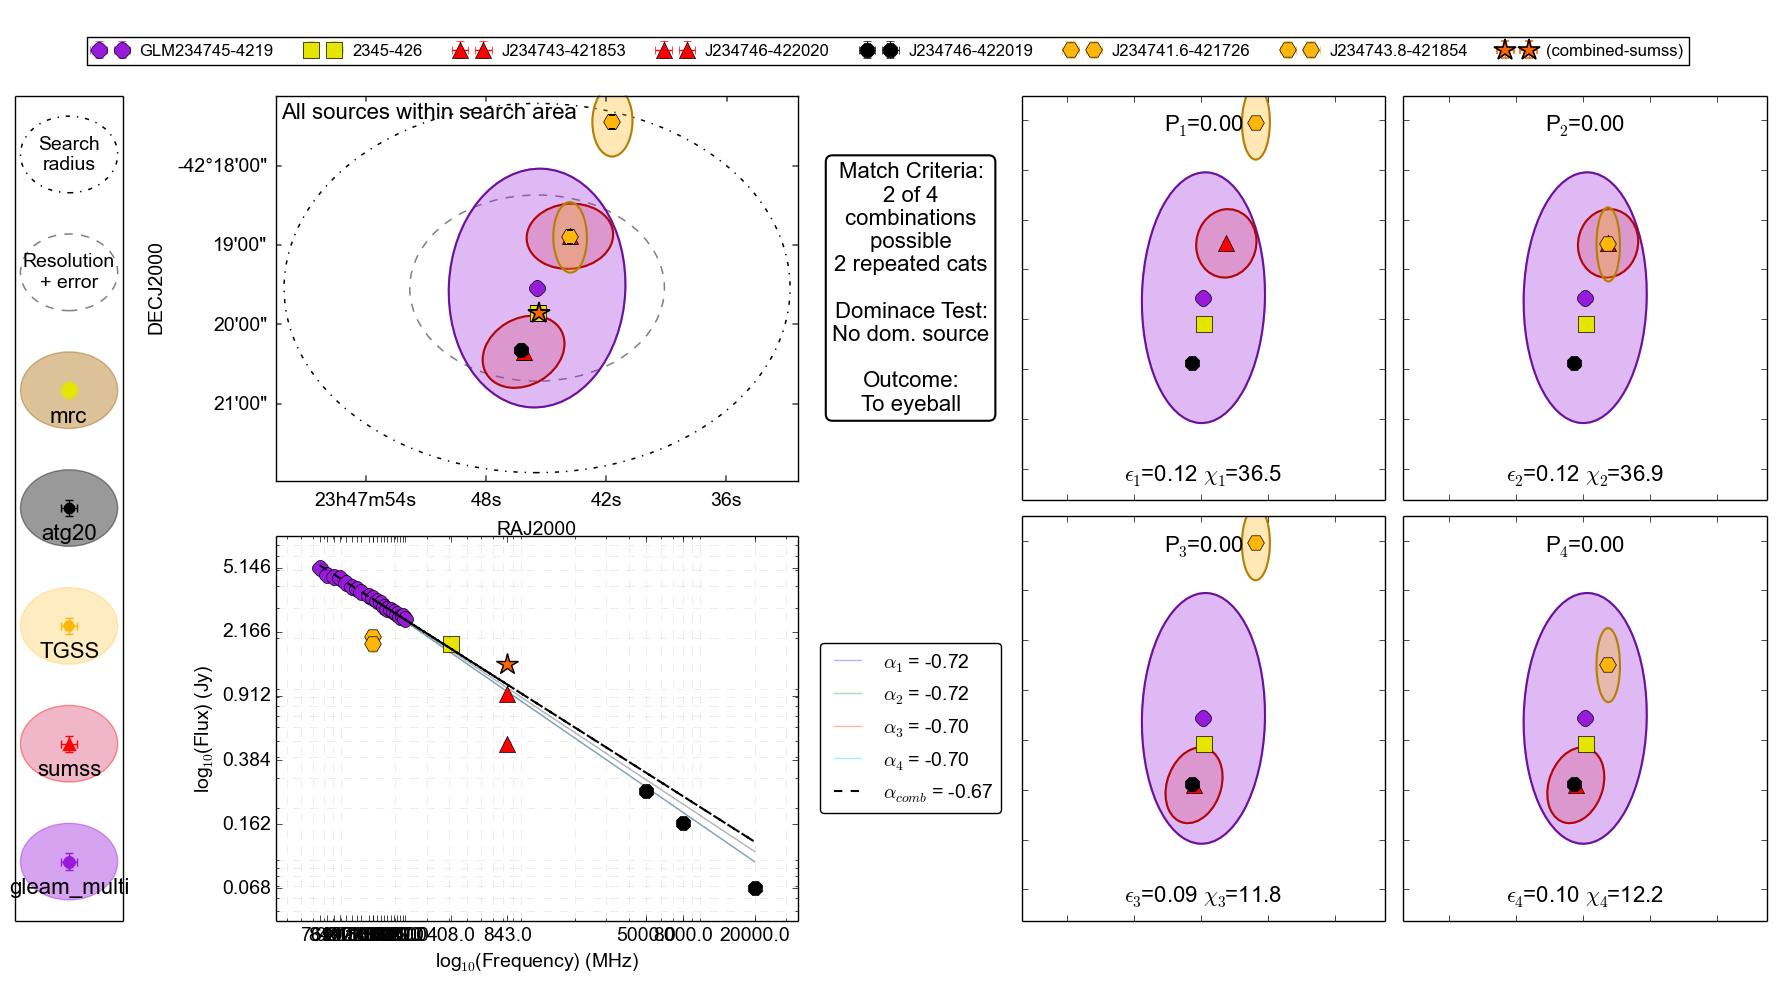 GLM234745-4219 2345-426 J234743-421853 J234746-422020 J234746-422019 J234741.6-421726 J234743.8-421854 (combined-sumss)
Search
radius
Resolution
+ error
mrc
atg20
TGSS
sumss
gleam_multi
All sources within search area
DECJ2000
-42°18'00"
19'00"
20'00"
21'00"
23h47m54s 48s 42s 36s
RAJ2000
Match Criteria:
2 of 4
combinations
possible
2 repeated cats
Dominace Test:
No dom. source
Outcome:
To eyeball
P1=0.00
ϵ1=0.12 χ1=36.5
P2=0.00
ϵ2=0.12 χ2=36.9
log10(Flux) (Jy)
5.146
2.166
0.912
0.384
0.162
0.068
408.0 843.0 5000.0 8000.0 20000.0
log10(Frequency) (MHz)
α1 = -0.72
α2 = -0.72
α3 = -0.70
α4 = -0.70
αcomb = -0.67
P3=0.00
ϵ3=0.09 χ3=11.8
P4=0.00
ϵ4=0.10 χ4=12.2